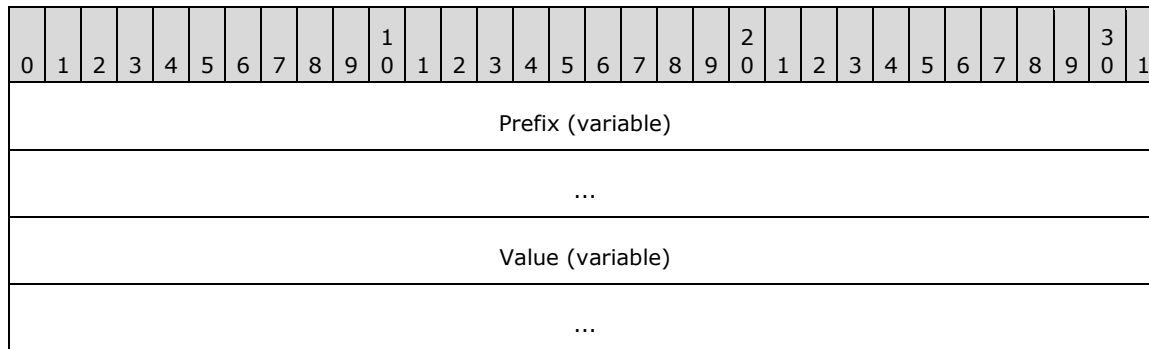 1 2 3
0 1 2 3 4 5 6 7 8 9 0 1 2 3 4 5 6 7 8 9 0 1 2 3 4 5 6 7 8 9 0 1
Prefix (variable)
...
Value (variable)
...